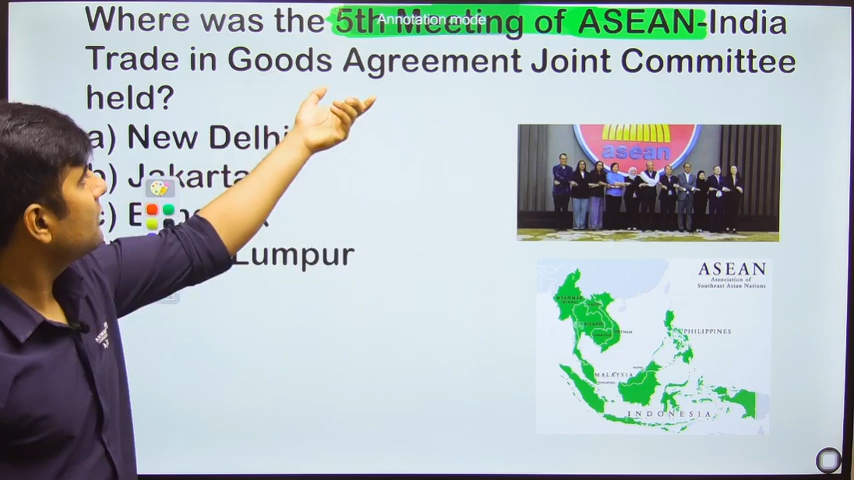 Where was the 5th Meeting of ASEAN-India
Annotation mode
Trade in Goods Agreement Joint Committee
held?
a) New Delhi
b) Jakarta
c)
Lumpur
asean
ASEAN
Association of
Southeast Asian Nations
MYANMAR
PHILIPPINES
MALAYSIA
INDONESIA